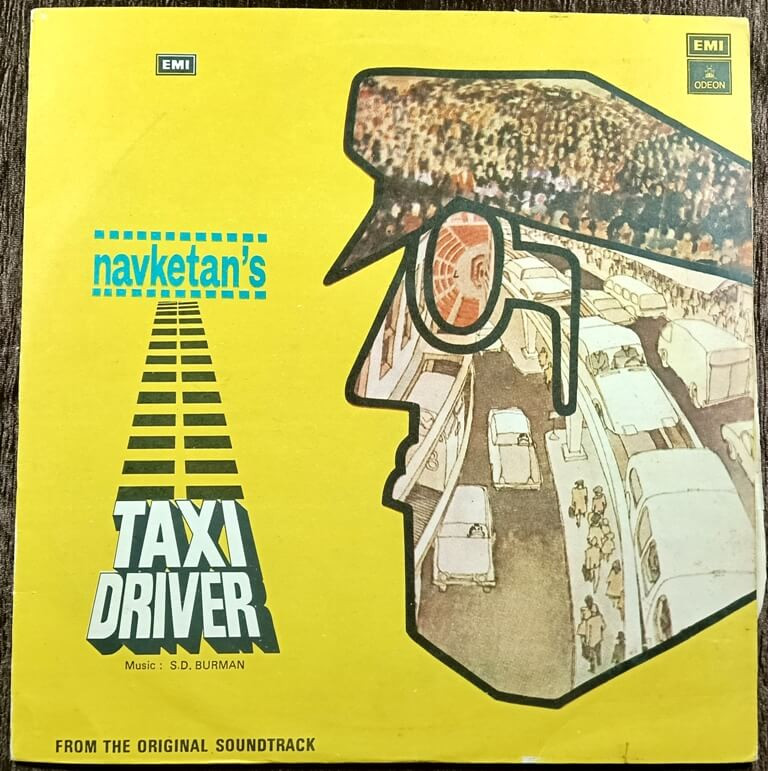 EMI
EMI
ODEON
navketan's
TAXI
DRIVER
Music : S.D. BURMAN
FROM THE ORIGINAL SOUNDTRACK